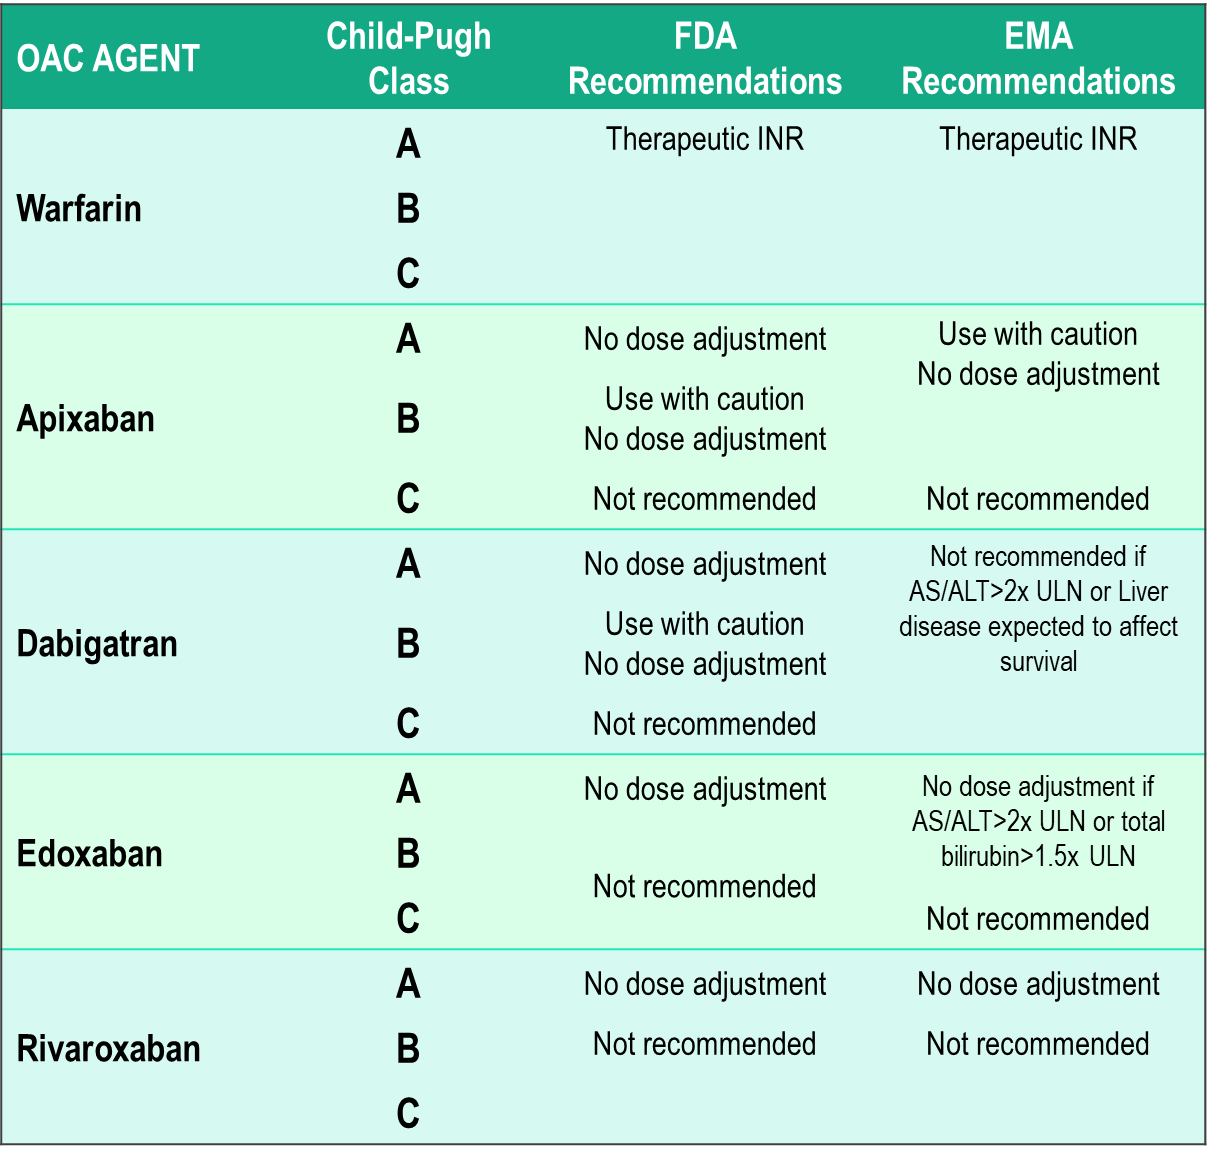 OAC AGENT
Child-Pugh
Class
FDA
Recommendations
EMA
Recommendations
Warfarin
A
B
C
Therapeutic INR
Therapeutic INR
Apixaban
A
No dose adjustment
Use with caution
No dose adjustment
B
Use with caution
No dose adjustment
C
Not recommended
Not recommended
Dabigatran
A
No dose adjustment
Not recommended if
AS/ALT>2x ULN or Liver
disease expected to affect
survival
B
Use with caution
No dose adjustment
C
Not recommended
Edoxaban
A
No dose adjustment
No dose adjustment if
AS/ALT>2x ULN or total
bilirubin>1.5x ULN
B
C
Not recommended
Not recommended
Rivaroxaban
A
No dose adjustment
No dose adjustment
B
Not recommended
Not recommended
C